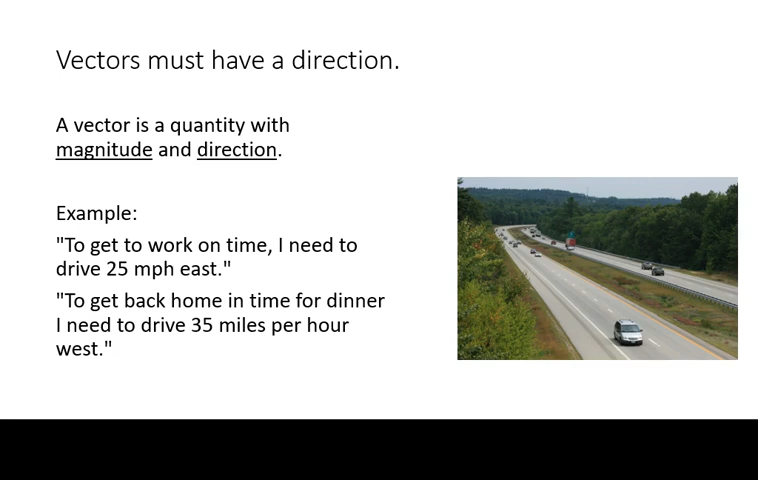 Vectors must have a direction.
A vector is a quantity with
magnitude and direction.
Example:
"To get to work on time, I need to
drive 25 mph east."
"To get back home in time for dinner
I need to drive 35 miles per hour
west."